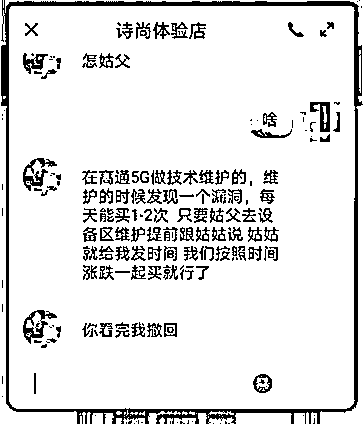 诗尚体验店
怎姑父
啥
在高通5G做技术维护的，维
护的时候发现一个漏洞，每
天能买1-2次 只要姑父去设
备区维护提前跟姑姑说 姑姑
就给我发时间 我们按照时间
涨跌一起买就行了
你看完我撤回